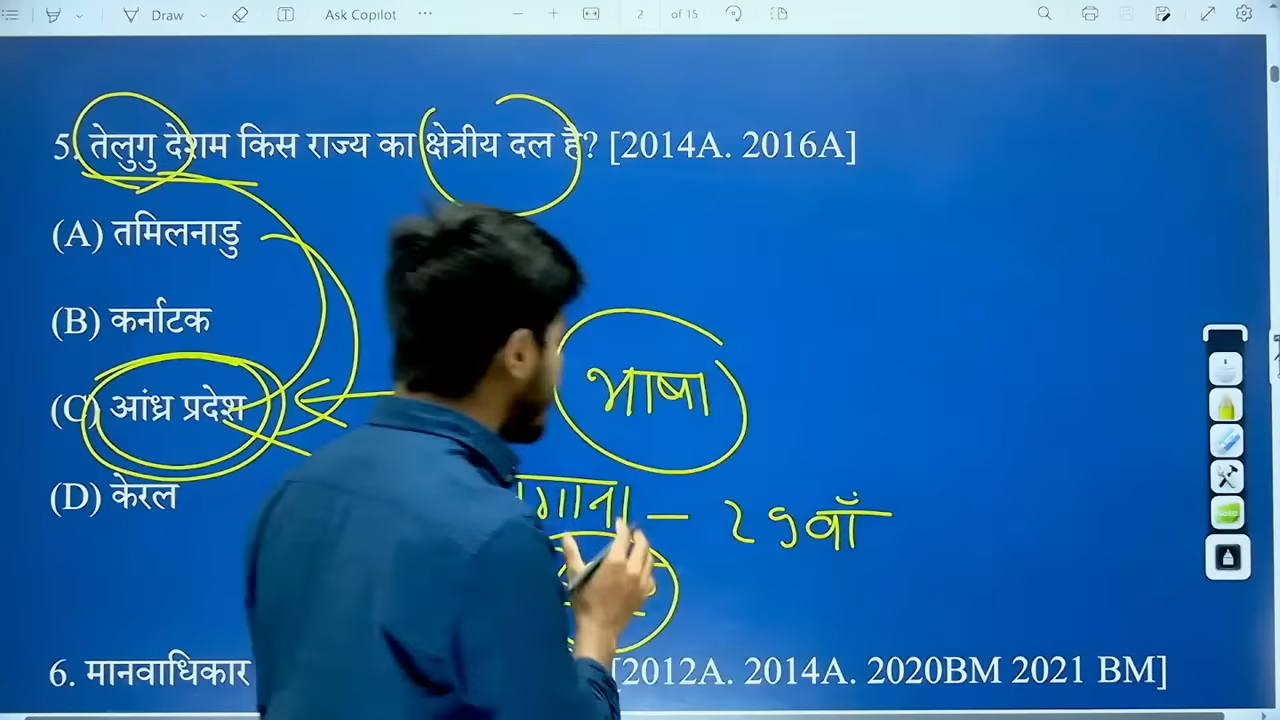 Draw
Ask Copilot
2 of 15
5. तेलुगु देशम किस राज्य का क्षेत्रीय दल है? [2014A. 2016A]
(A) तमिलनाडु
(B) कर्नाटक
भाषा
(C) आंध्र प्रदेश
(D) केरल
गाना – 29वाँ
6. मानवाधिकार [2012A. 2014A. 2020BM 2021 BM]